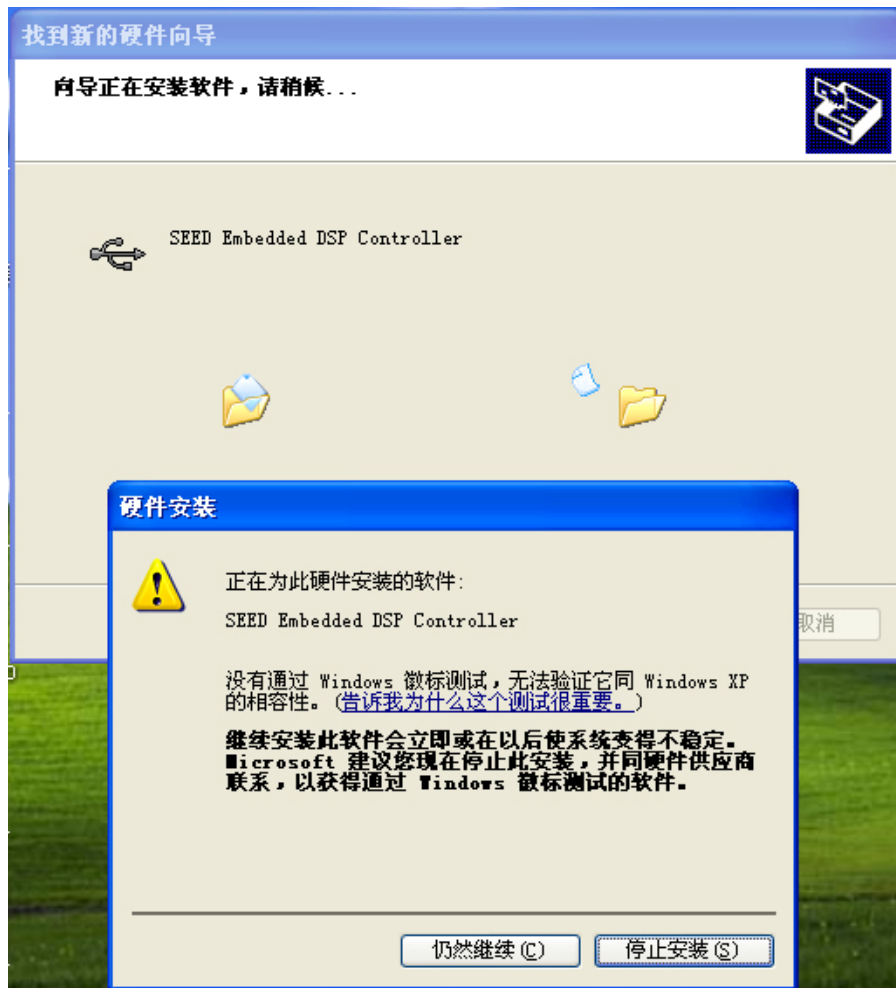 找到新的硬件向导
向导正在安装软件，请稍候...
SEED Embedded DSP Controller
取消
硬件安装
正在为此硬件安装的软件:
SEED Embedded DSP Controller
没有通过 Windows 徽标测试，无法验证它同 Windows XP
的相容性。(告诉我为什么这个测试很重要。)
继续安装此软件会立即或在以后使系统变得不稳定。
Microsoft 建议您现在停止此安装，并同硬件供应商
联系，以获得通过 Windows 徽标测试的软件。
仍然继续(C) 停止安装(S)